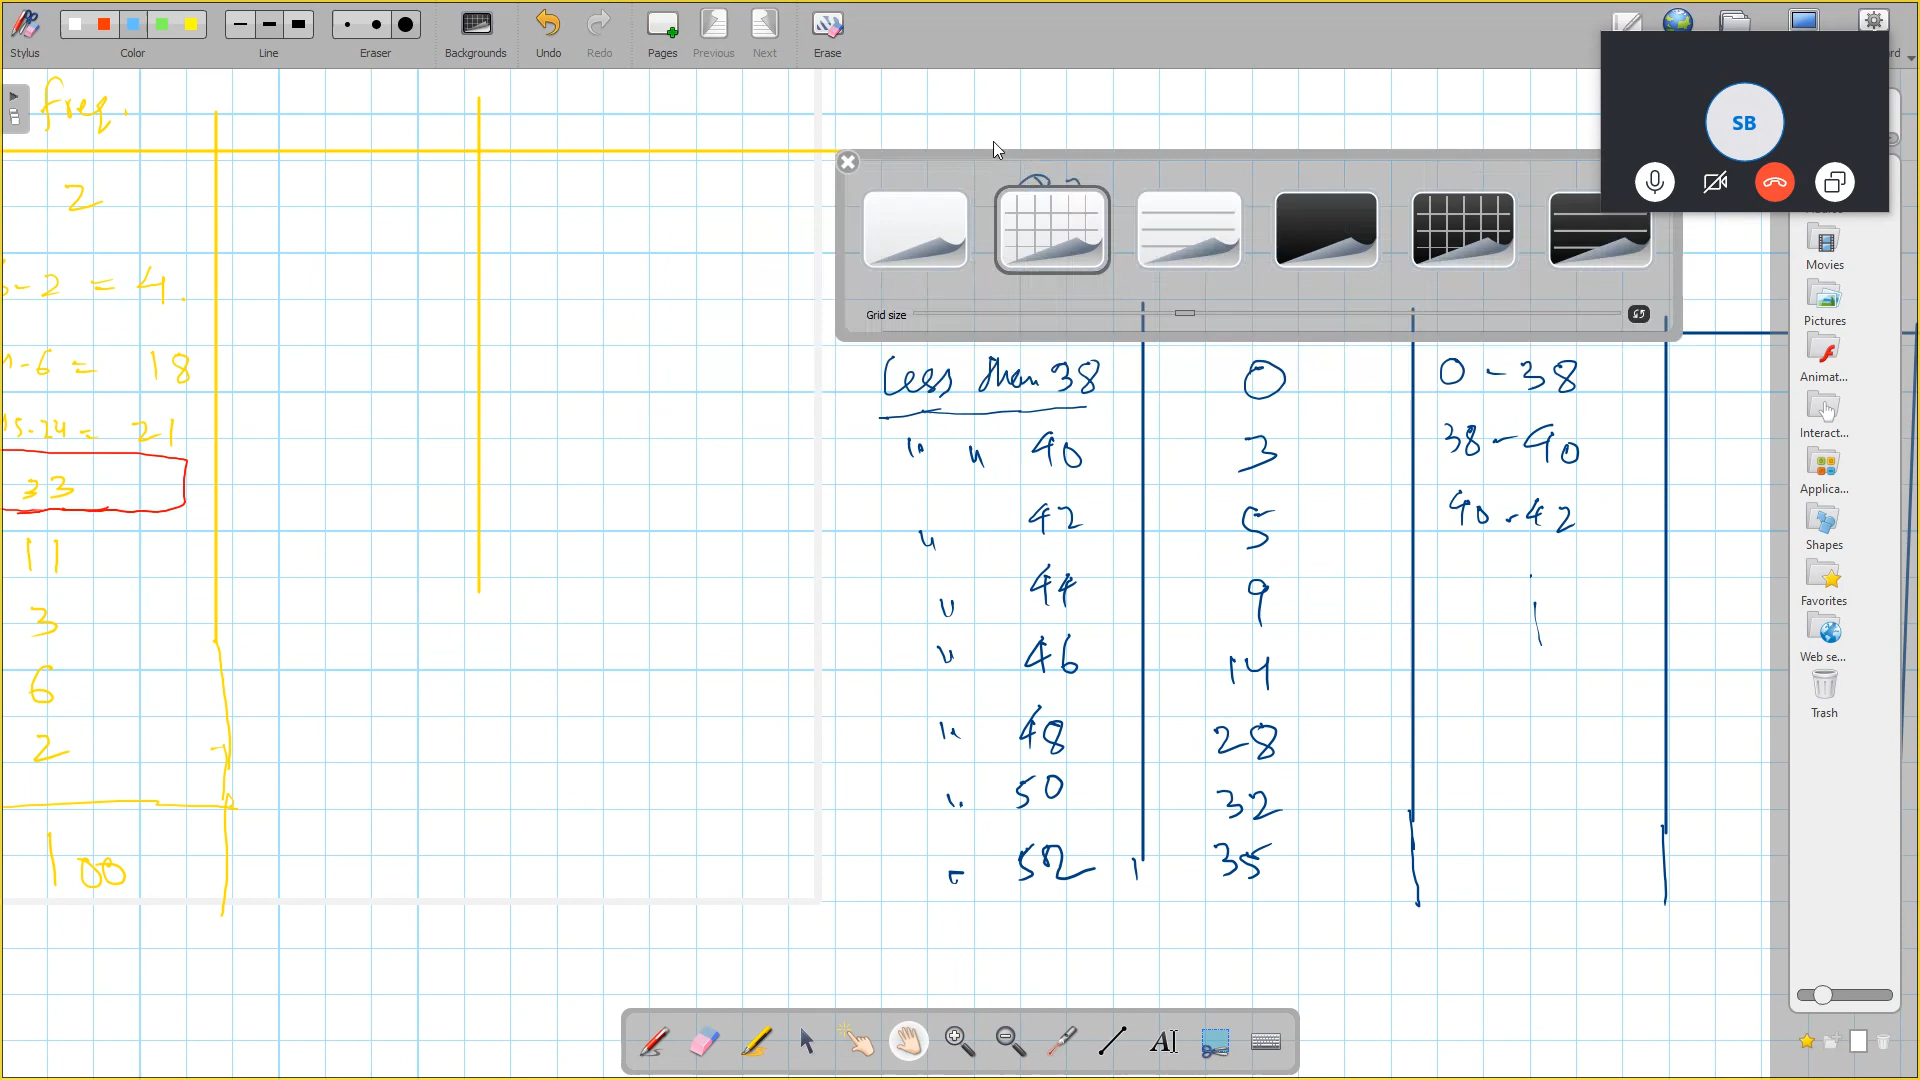 Stylus
Color
Line
Eraser
Backgrounds
Undo
Redo
Pages
Previous
Next
Erase
SB
Grid size
freq.
2
-2 = 4.
-6 = 18
-24 = 21
33
11
3
6
2
100
Less than 38 0 0-38
" " 40 3 38-40
" 42 5 40-42
" 44 9
" 46 14
" 48 28
" 50 32
" 52 35
Movies
Pictures
Animat...
Interact...
Applica...
Shapes
Favorites
Web se...
Trash